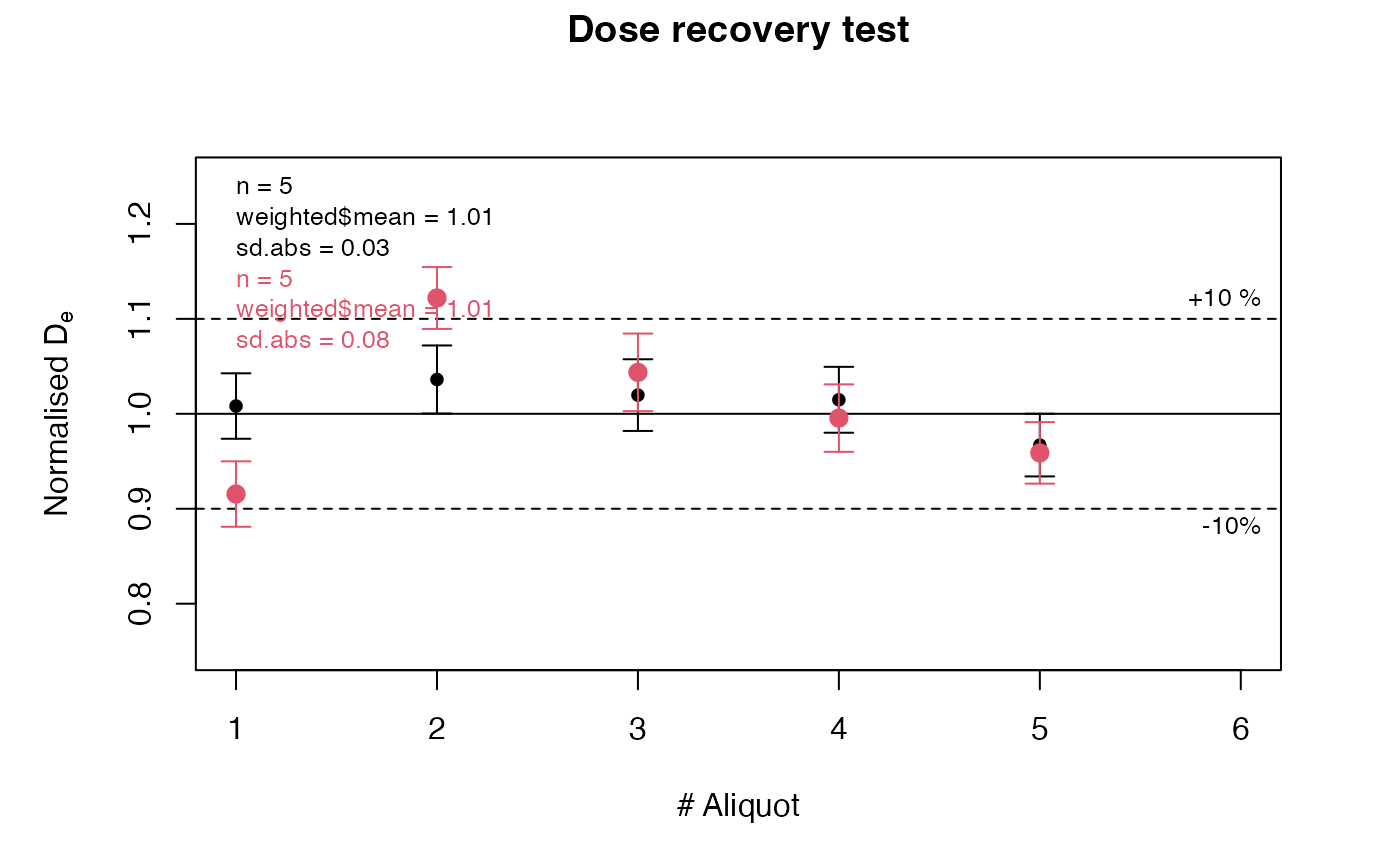 Dose recovery test
n = 5
weighted$mean = 1.01
sd.abs = 0.03
n = 5
weighted$mean = 1.01
sd.abs = 0.08
+10 %
-10%
Normalised De
1.2
1.1
1.0
0.9
0.8
1 2 3 4 5 6
# Aliquot